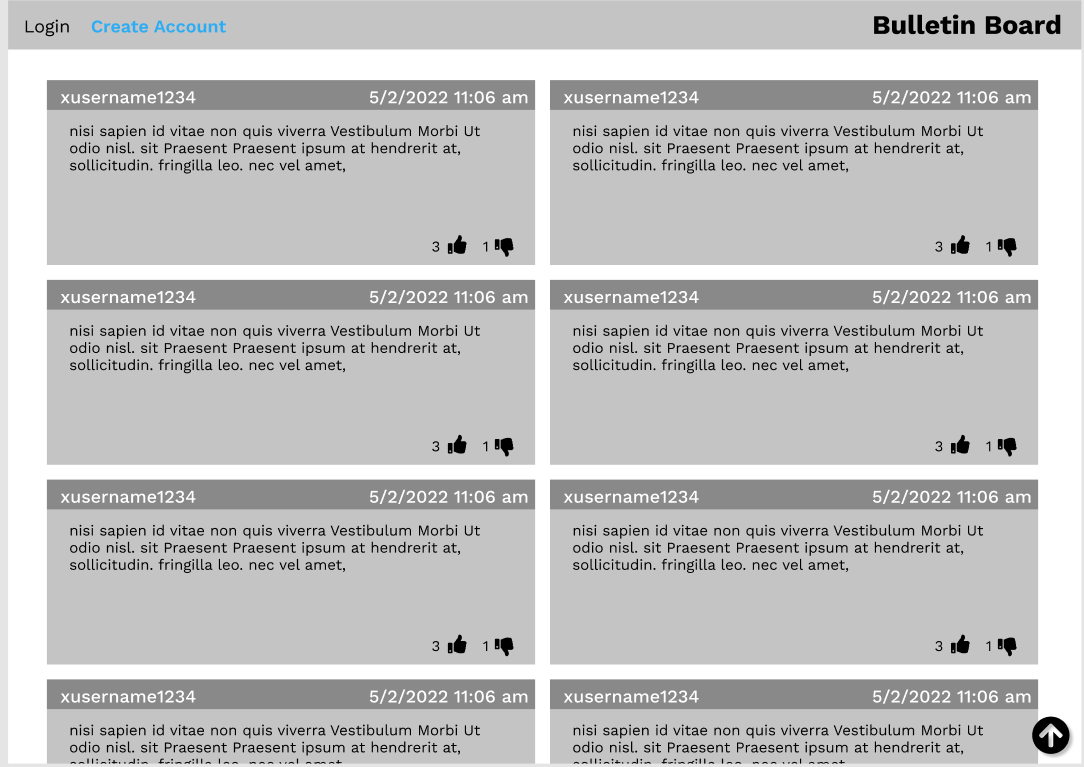 Login Create Account Bulletin Board
xusername1234 5/2/2022 11:06 am
nisi sapien id vitae non quis viverra Vestibulum Morbi Ut
odio nisl. sit Praesent Praesent ipsum at hendrerit at,
sollicitudin. fringilla leo. nec vel amet,
3 1
xusername1234 5/2/2022 11:06 am
nisi sapien id vitae non quis viverra Vestibulum Morbi Ut
odio nisl. sit Praesent Praesent ipsum at hendrerit at,
sollicitudin. fringilla leo. nec vel amet,
3 1
xusername1234 5/2/2022 11:06 am
nisi sapien id vitae non quis viverra Vestibulum Morbi Ut
odio nisl. sit Praesent Praesent ipsum at hendrerit at,
sollicitudin. fringilla leo. nec vel amet,
3 1
xusername1234 5/2/2022 11:06 am
nisi sapien id vitae non quis viverra Vestibulum Morbi Ut
odio nisl. sit Praesent Praesent ipsum at hendrerit at,
sollicitudin. fringilla leo. nec vel amet,
3 1
xusername1234 5/2/2022 11:06 am
nisi sapien id vitae non quis viverra Vestibulum Morbi Ut
odio nisl. sit Praesent Praesent ipsum at hendrerit at,
sollicitudin. fringilla leo. nec vel amet,
3 1
xusername1234 5/2/2022 11:06 am
nisi sapien id vitae non quis viverra Vestibulum Morbi Ut
odio nisl. sit Praesent Praesent ipsum at hendrerit at,
sollicitudin. fringilla leo. nec vel amet,
3 1
xusername1234 5/2/2022 11:06 am
nisi sapien id vitae non quis viverra Vestibulum Morbi Ut
odio nisl. sit Praesent Praesent ipsum at hendrerit at,
xusername1234 5/2/2022 11:06 am
nisi sapien id vitae non quis viverra Vestibulum Morbi Ut
odio nisl. sit Praesent Praesent ipsum at hendrerit at,